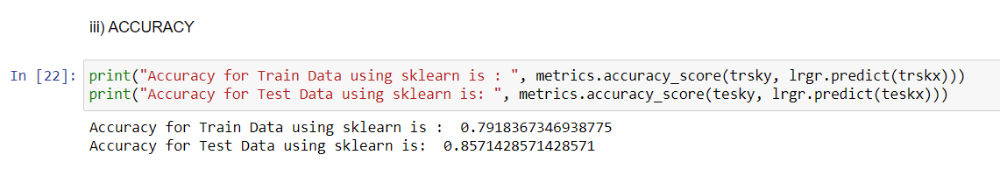 iii) ACCURACY
In [22]: print("Accuracy for Train Data using sklearn is : ", metrics.accuracy_score(trsky, lrgr.predict(trskx)))
print("Accuracy for Test Data using sklearn is: ", metrics.accuracy_score(tesky, lrgr.predict(teskx)))
Accuracy for Train Data using sklearn is :  0.7918367346938775
Accuracy for Test Data using sklearn is:  0.8571428571428571